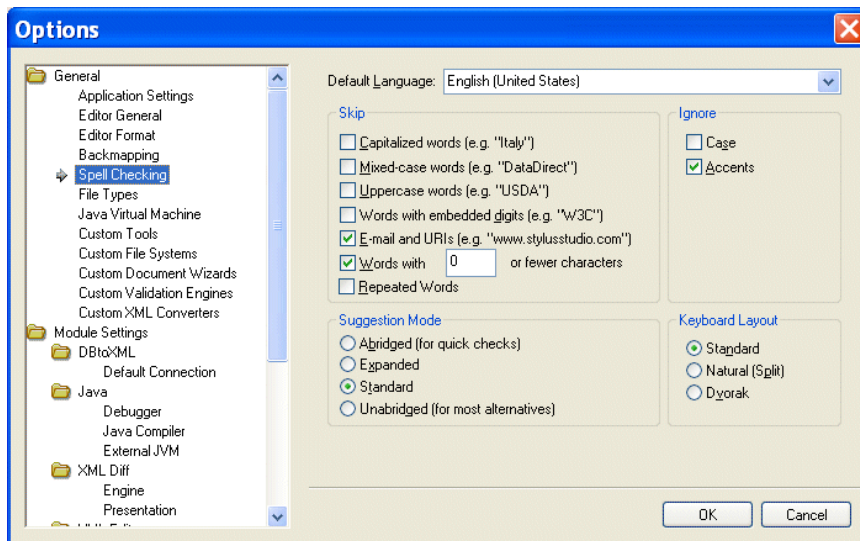 Options
General
Application Settings
Editor General
Editor Format
Backmapping
Spell Checking
File Types
Java Virtual Machine
Custom Tools
Custom File Systems
Custom Document Wizards
Custom Validation Engines
Custom XML Converters
Module Settings
DBtoXML
Default Connection
Java
Debugger
Java Compiler
External JVM
XML Diff
Engine
Presentation
Default Language: English (United States)
Skip
Capitalized words (e.g. "Italy")
Mixed-case words (e.g. "DataDirect")
Uppercase words (e.g. "USDA")
Words with embedded digits (e.g. "W3C")
E-mail and URIs (e.g. "www.stylusstudio.com")
Words with 0 or fewer characters
Repeated Words
Ignore
Case
Accents
Suggestion Mode
Abridged (for quick checks)
Expanded
Standard
Unabridged (for most alternatives)
Keyboard Layout
Standard
Natural (Split)
Dvorak
OK
Cancel